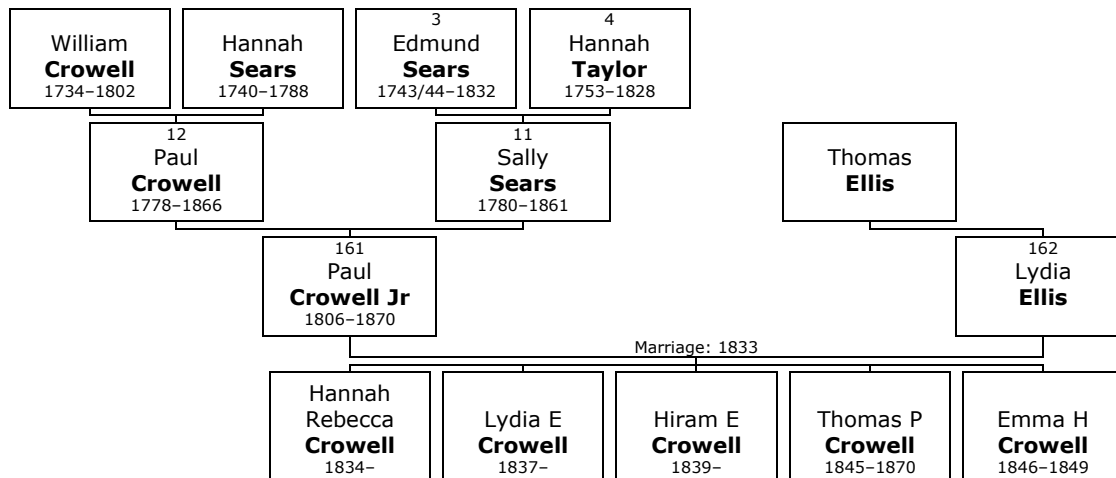 William
Crowell
1734–1802
Hannah
Sears
1740–1788
3
Edmund
Sears
1743/44–1832
4
Hannah
Taylor
1753–1828
12
Paul
Crowell
1778–1866
11
Sally
Sears
1780–1861
Thomas
Ellis
161
Paul
Crowell Jr
1806–1870
162
Lydia
Ellis
Marriage: 1833
Hannah
Rebecca
Crowell
1834–
Lydia E
Crowell
1837–
Hiram E
Crowell
1839–
Thomas P
Crowell
1845–1870
Emma H
Crowell
1846–1849